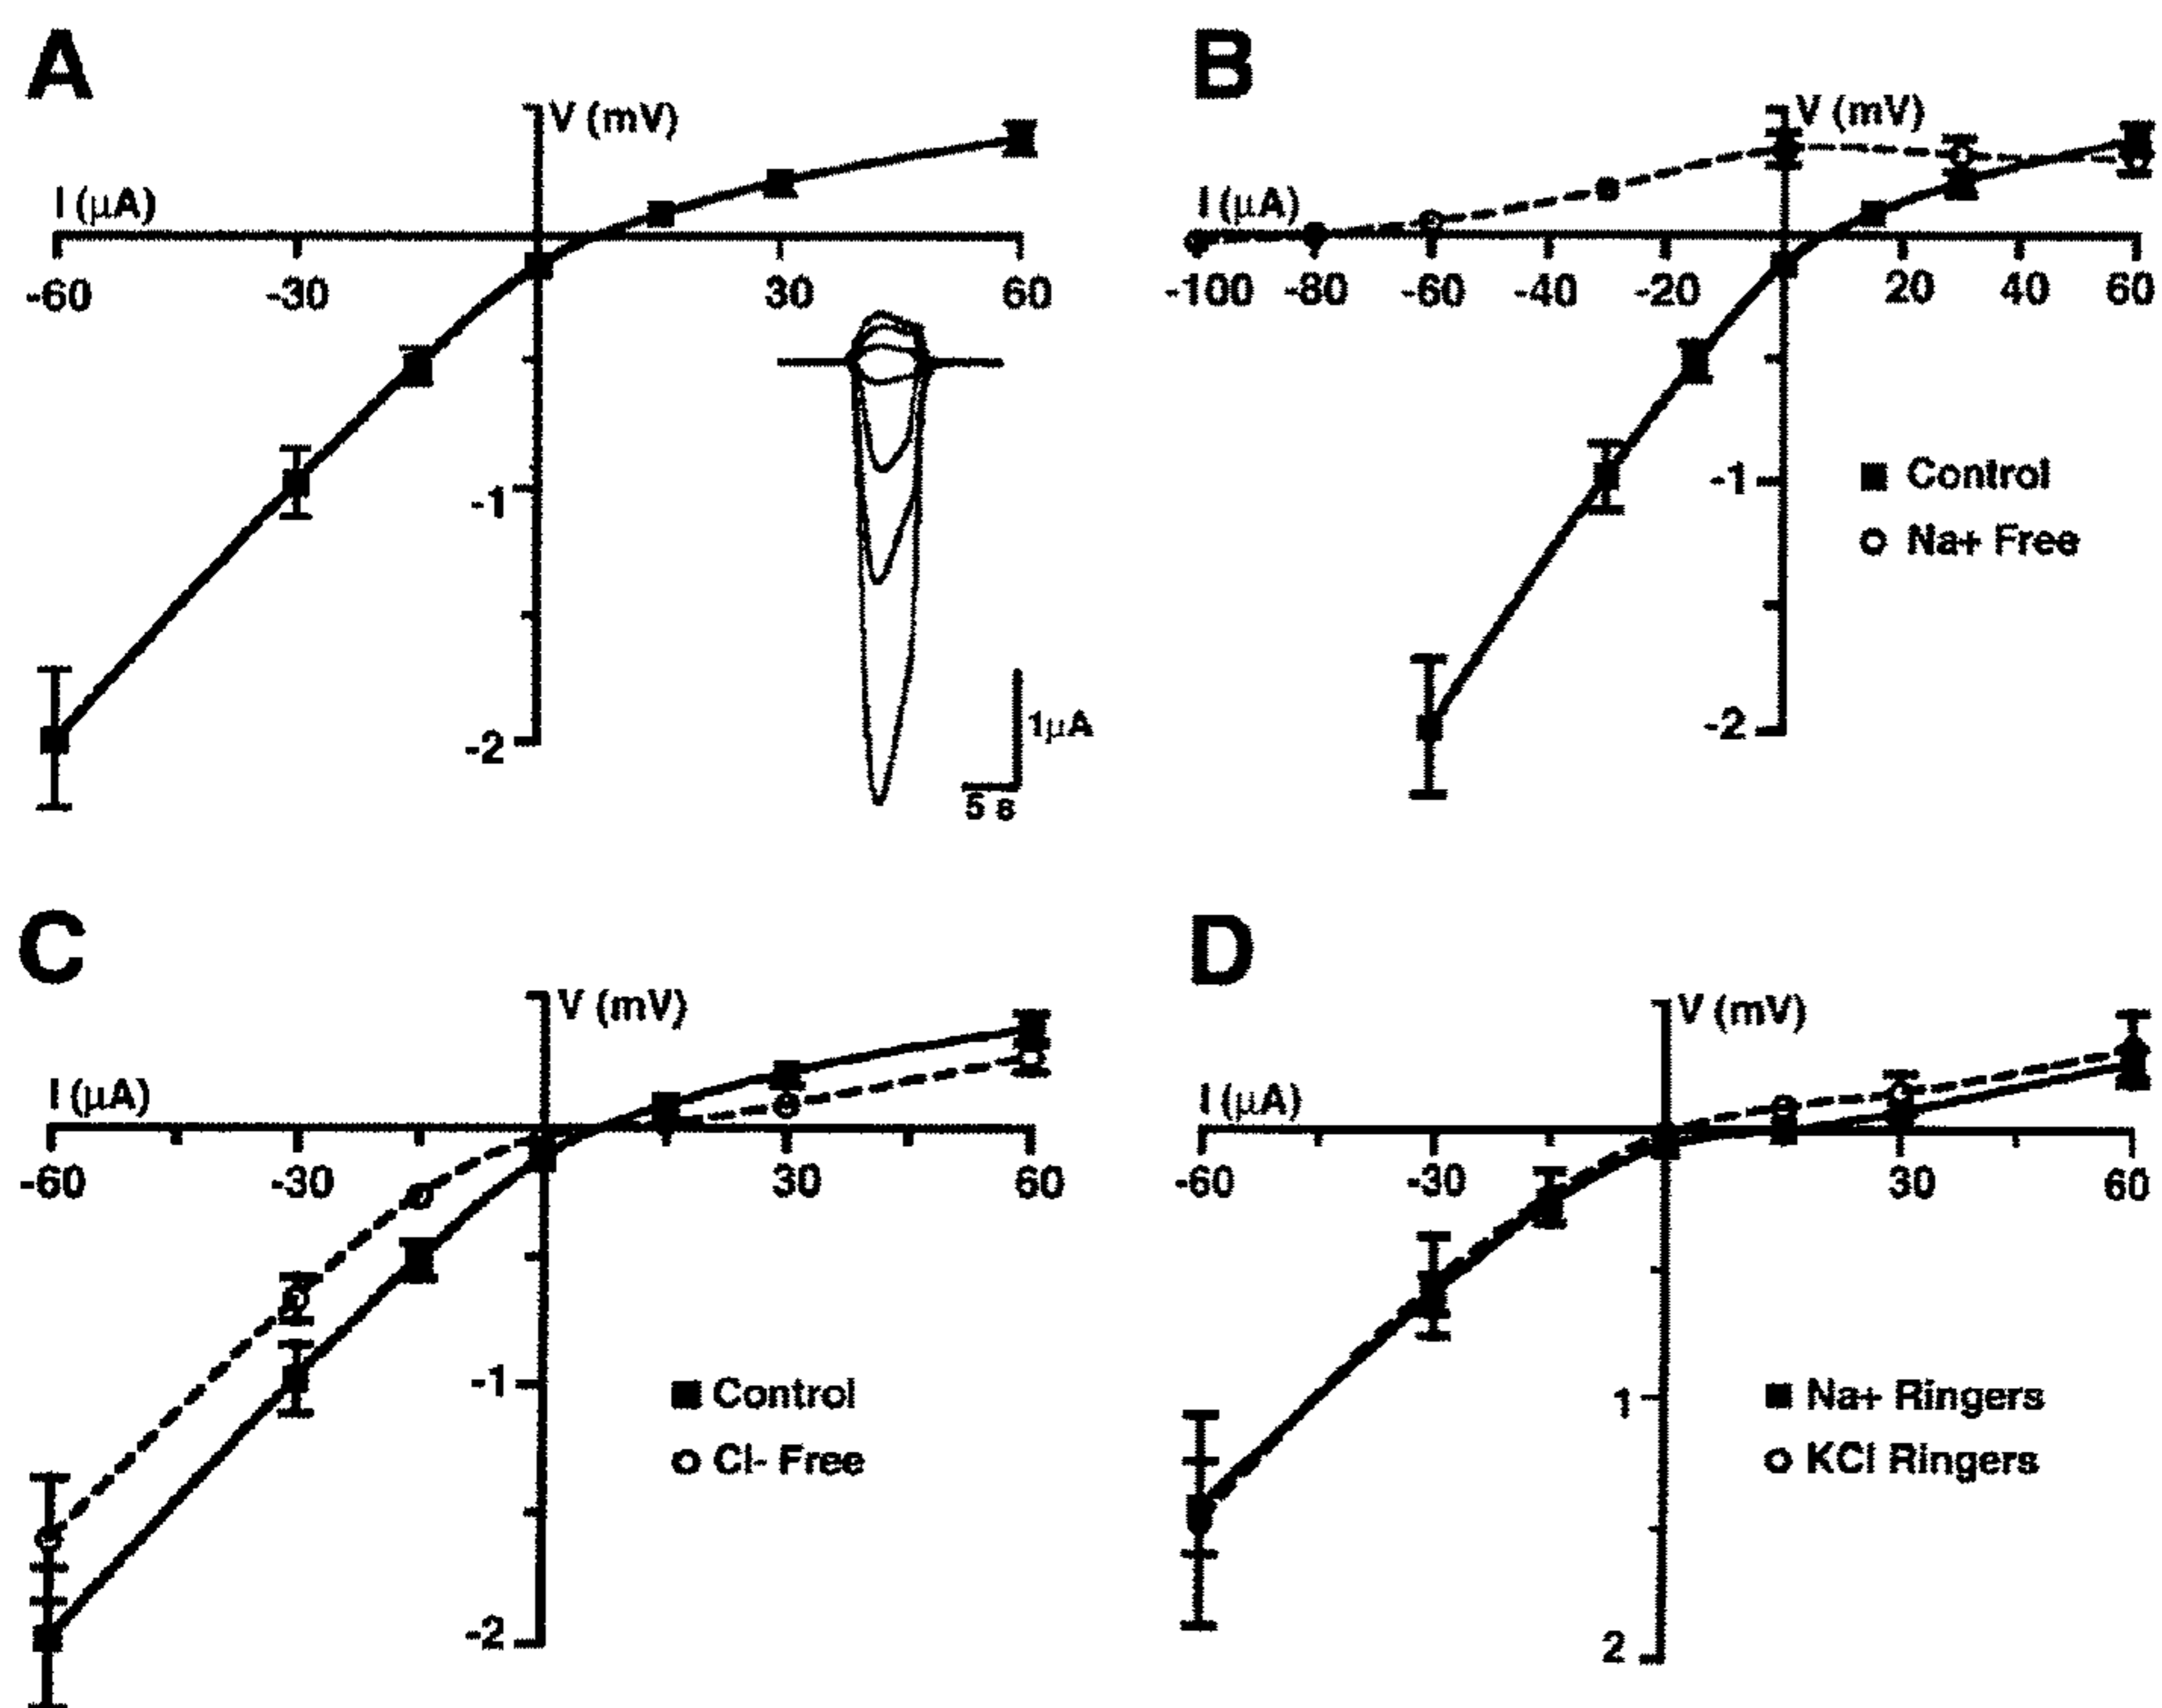 A
V (mV)
I (μA)
-60
-30
30
60
-1
-2
1μA
5 s
B
V (mV)
I (μA)
-100
-80
-60
-40
-20
20
40
60
-1
-2
Control
Na+ Free
C
V (mV)
I (μA)
-60
-30
30
60
-1
-2
Control
Cl- Free
D
V (mV)
I (μA)
-60
-30
30
60
1
2
Na+ Ringers
KCl Ringers